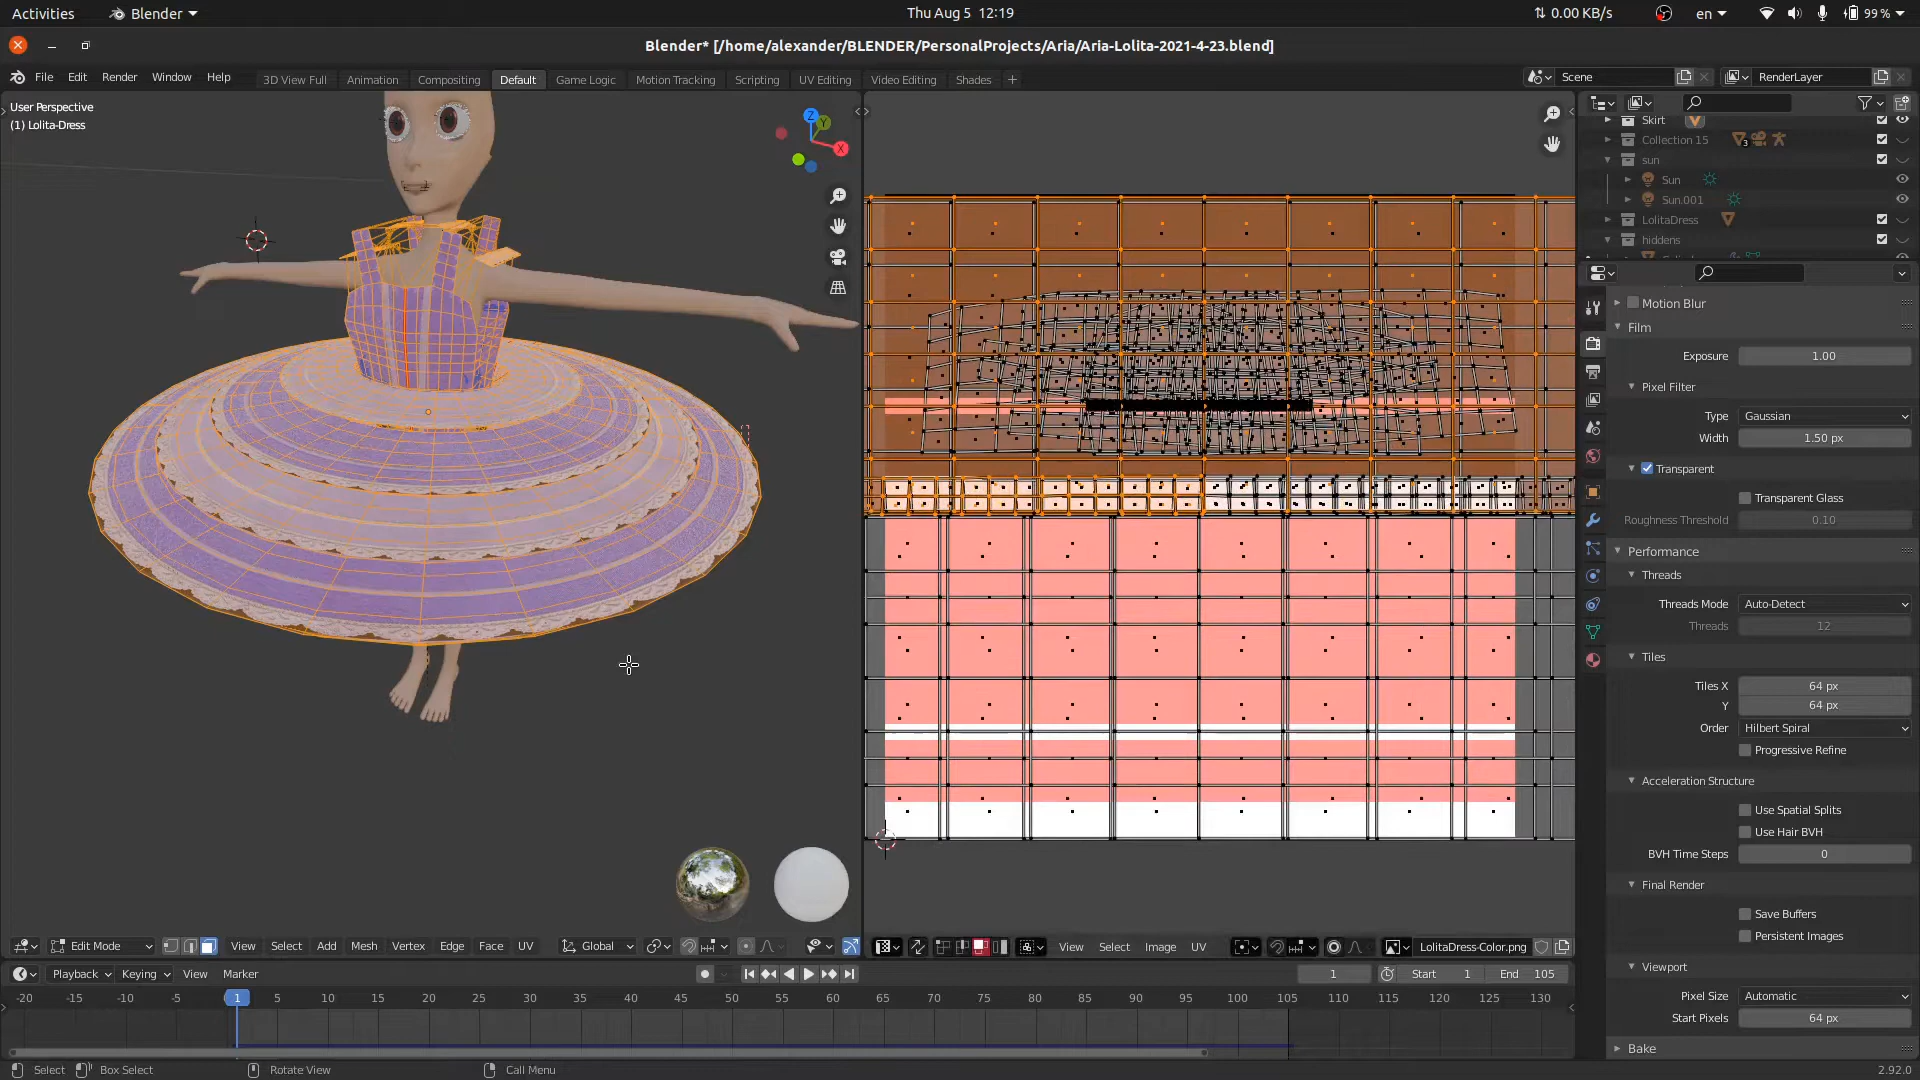 Activities Blender Thu Aug 5 12:19 0.00 KB/s en 99 %
Blender* [/home/alexander/BLENDER/PersonalProjects/Aria/Aria-Lolita-2021-4-23.blend]
File Edit Render Window Help 3D View Full Animation Compositing Default Game Logic Motion Tracking Scripting UV Editing Video Editing Shades + Scene RenderLayer
User Perspective
(1) Lolita-Dress
Z Y X
Skirt
Collection 15 3
sun
Sun
Sun.001
LolitaDress
hiddens
Motion Blur
Film
Exposure 1.00
Pixel Filter
Type Gaussian
Width 1.50 px
Transparent
Transparent Glass
Roughness Threshold 0.10
Performance
Threads
Threads Mode Auto-Detect
Threads 12
Tiles
Tiles X 64 px
Y 64 px
Order Hilbert Spiral
Progressive Refine
Acceleration Structure
Use Spatial Splits
Use Hair BVH
BVH Time Steps 0
Final Render
Save Buffers
Persistent Images
Viewport
Pixel Size Automatic
Start Pixels 64 px
Bake
Edit Mode View Select Add Mesh Vertex Edge Face UV Global View Select Image UV LolitaDress-Color.png
Playback Keying View Marker 1 Start 1 End 105
-20 -15 -10 -5 1 5 10 15 20 25 30 35 40 45 50 55 60 65 70 75 80 85 90 95 100 105 110 115 120 125 130
Select Box Select Rotate View Call Menu 2.92.0